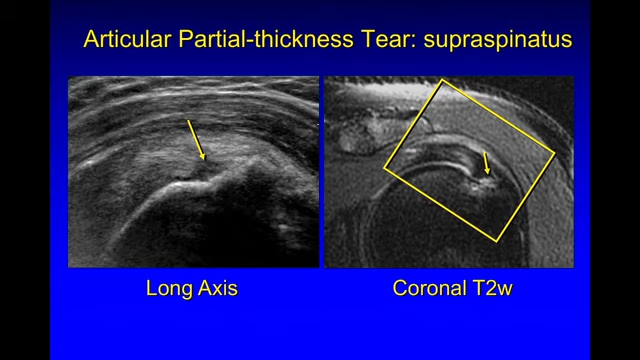 Articular Partial-thickness Tear: supraspinatus
Long Axis
Coronal T2w